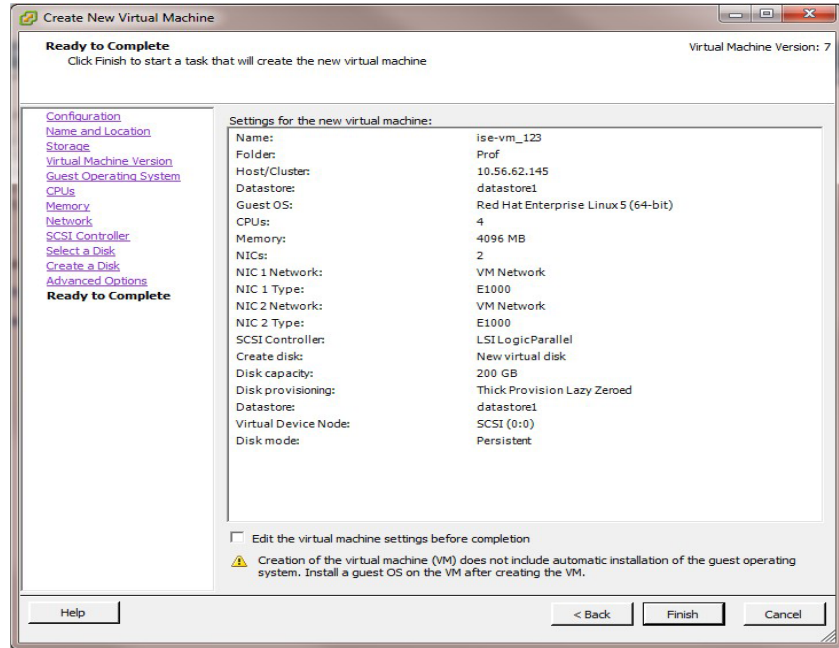 Create New Virtual Machine
Ready to Complete
Virtual Machine Version: 7
Click Finish to start a task that will create the new virtual machine
Configuration
Name and Location
Storage
Virtual Machine Version
Guest Operating System
CPUs
Memory
Network
SCSI Controller
Select a Disk
Create a Disk
Advanced Options
Ready to Complete
Settings for the new virtual machine:
Name: ise-vm_123
Folder: Prof
Host/Cluster: 10.56.62.145
Datastore: datastore1
Guest OS: Red Hat Enterprise Linux 5 (64-bit)
CPUs: 4
Memory: 4096 MB
NICs: 2
NIC 1 Network: VM Network
NIC 1 Type: E1000
NIC 2 Network: VM Network
NIC 2 Type: E1000
SCSI Controller: LSI Logic Parallel
Create disk: New virtual disk
Disk capacity: 200 GB
Disk provisioning: Thick Provision Lazy Zeroed
Datastore: datastore1
Virtual Device Node: SCSI (0:0)
Disk mode: Persistent
Edit the virtual machine settings before completion
Creation of the virtual machine (VM) does not include automatic installation of the guest operating
system. Install a guest OS on the VM after creating the VM.
Help
< Back
Finish
Cancel